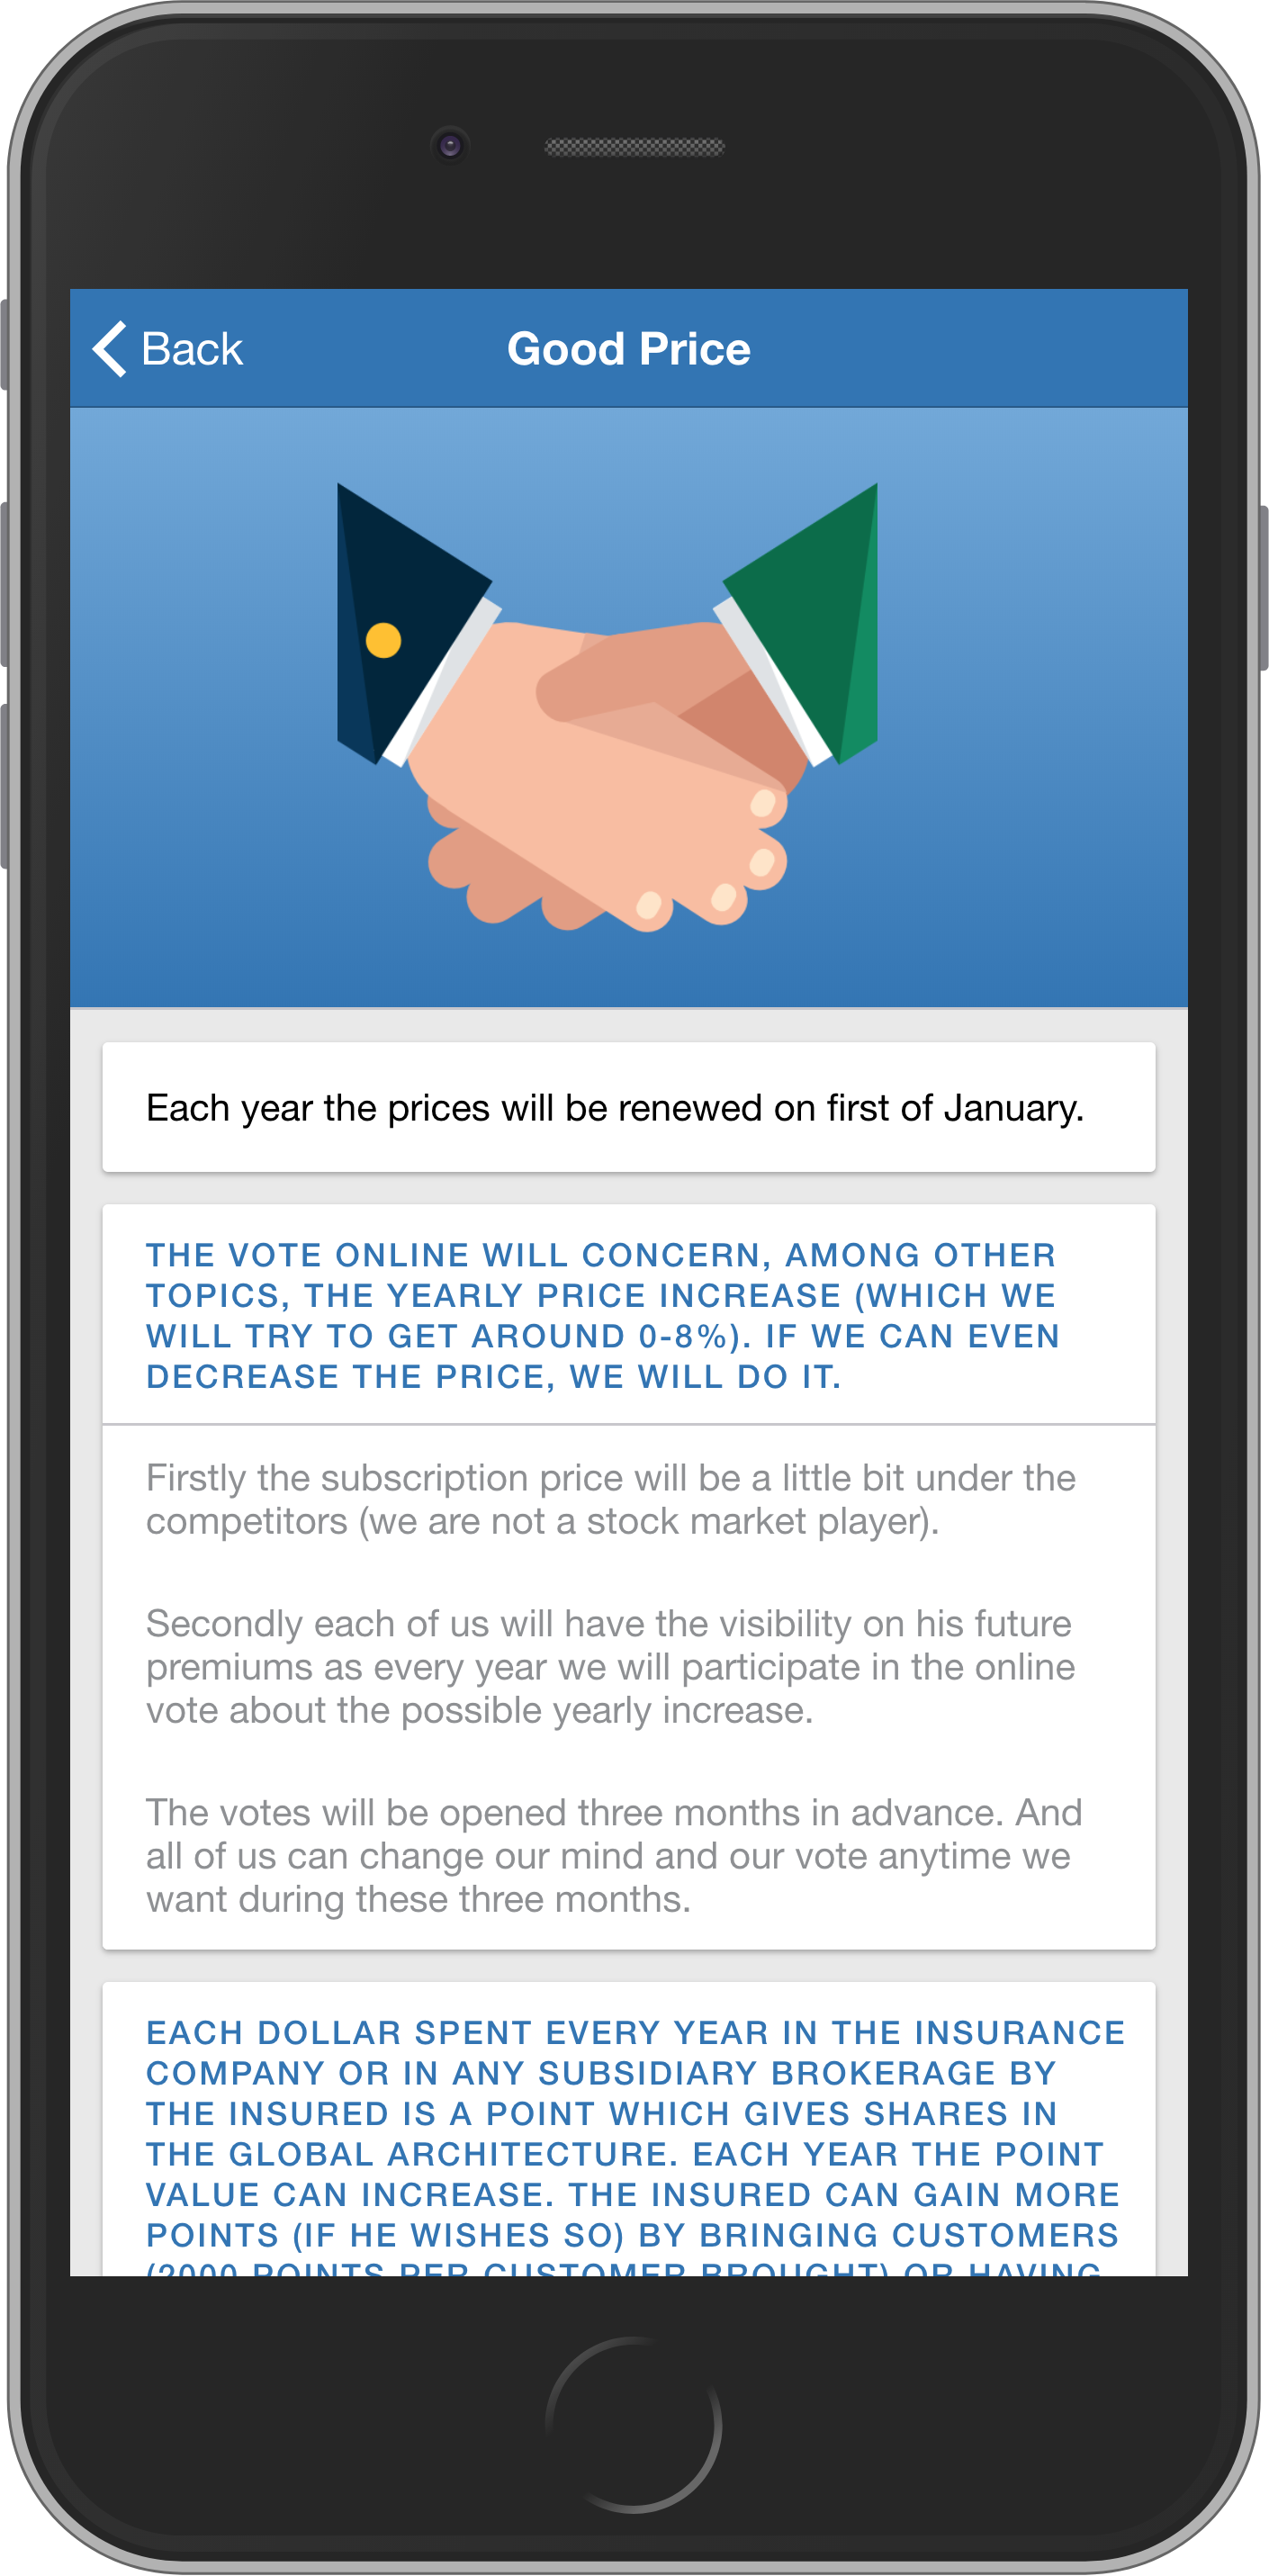 Back
Good Price
Each year the prices will be renewed on first of January.
THE VOTE ONLINE WILL CONCERN, AMONG OTHER
TOPICS, THE YEARLY PRICE INCREASE (WHICH WE
WILL TRY TO GET AROUND 0-8%). IF WE CAN EVEN
DECREASE THE PRICE, WE WILL DO IT.
Firstly the subscription price will be a little bit under the
competitors (we are not a stock market player).
Secondly each of us will have the visibility on his future
premiums as every year we will participate in the online
vote about the possible yearly increase.
The votes will be opened three months in advance. And
all of us can change our mind and our vote anytime we
want during these three months.
EACH DOLLAR SPENT EVERY YEAR IN THE INSURANCE
COMPANY OR IN ANY SUBSIDIARY BROKERAGE BY
THE INSURED IS A POINT WHICH GIVES SHARES IN
THE GLOBAL ARCHITECTURE. EACH YEAR THE POINT
VALUE CAN INCREASE. THE INSURED CAN GAIN MORE
POINTS (IF HE WISHES SO) BY BRINGING CUSTOMERS
(2000 POINTS PER CUSTOMER BROUGHT) OR HAVING